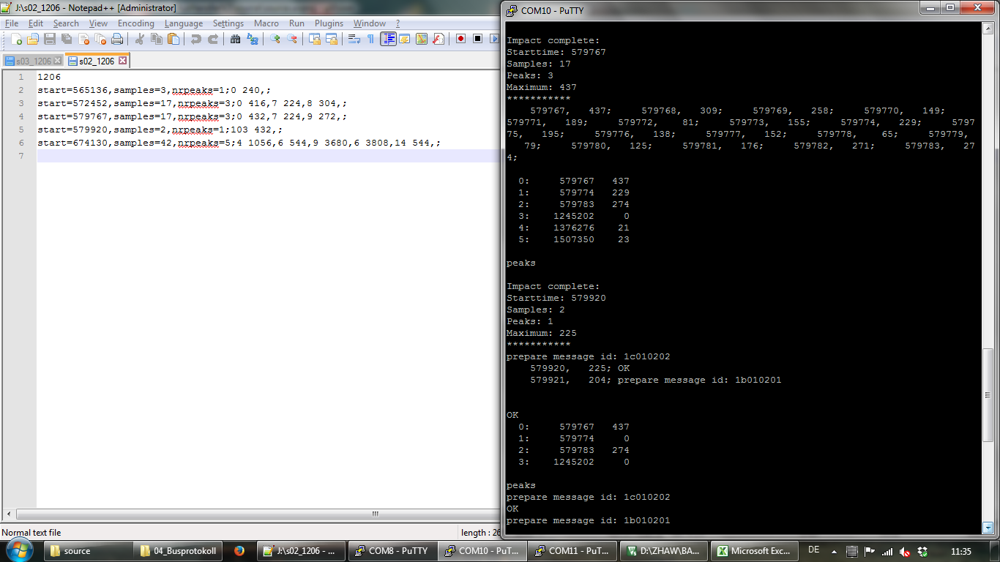 J:\s02_1206 - Notepad++ [Administrator]
File Edit Search View Encoding Language Settings Macro Run Plugins Window ?
s03_1206 s02_1206
1 1206
2 start=565136,samples=3,nrpeaks=1;0 240,;
3 start=572452,samples=17,nrpeaks=3;0 416,7 224,8 304,;
4 start=579767,samples=17,nrpeaks=3;0 432,7 224,9 272,;
5 start=579920,samples=2,nrpeaks=1;103 432,;
6 start=674130,samples=42,nrpeaks=5;4 1056,6 544,9 3680,6 3808,14 544,;
7
Normal text file
length : 26
COM10 - PuTTY
Impact complete:
Starttime: 579767
Samples: 17
Peaks: 3
Maximum: 437
***********
579767, 437; 579768, 309; 579769, 258; 579770, 149;
579771, 189; 579772, 81; 579773, 155; 579774, 229; 5797
75, 195; 579776, 138; 579777, 152; 579778, 65; 579779,
79; 579780, 125; 579781, 176; 579782, 271; 579783, 27
4;
0: 579767 437
1: 579774 229
2: 579783 274
3: 1245202 0
4: 1376276 21
5: 1507350 23
peaks
Impact complete:
Starttime: 579920
Samples: 2
Peaks: 1
Maximum: 225
***********
prepare message id: 1c010202
579920, 225; OK
579921, 204; prepare message id: 1b010201
OK
0: 579767 437
1: 579774 0
2: 579783 274
3: 1245202 0
peaks
prepare message id: 1c010202
OK
prepare message id: 1b010201
source 04_Busprotokoll J:\s02_1206 - ... COM8 - PuTTY COM10 - PuT... COM11 - PuT... D:\ZHAW\BA... Microsoft Exc... DE 11:35